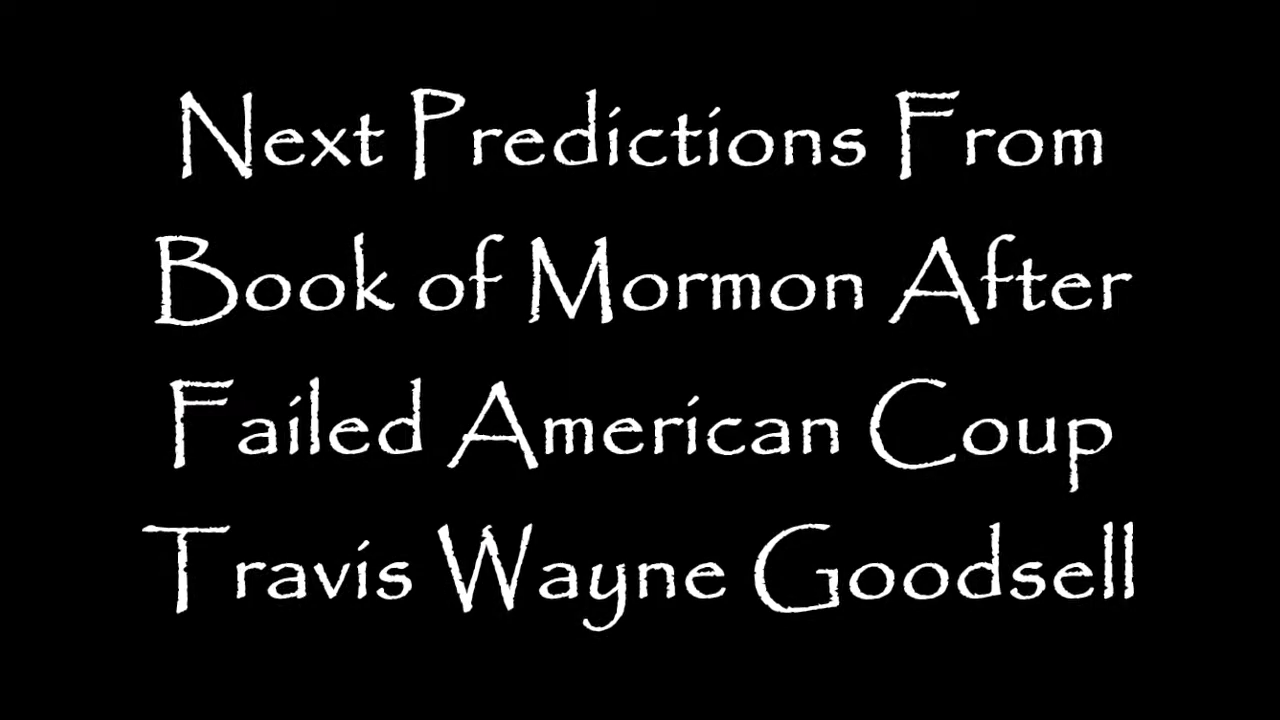 Next Predictions From
Book of Mormon After
Failed American Coup
Travis Wayne Goodsell